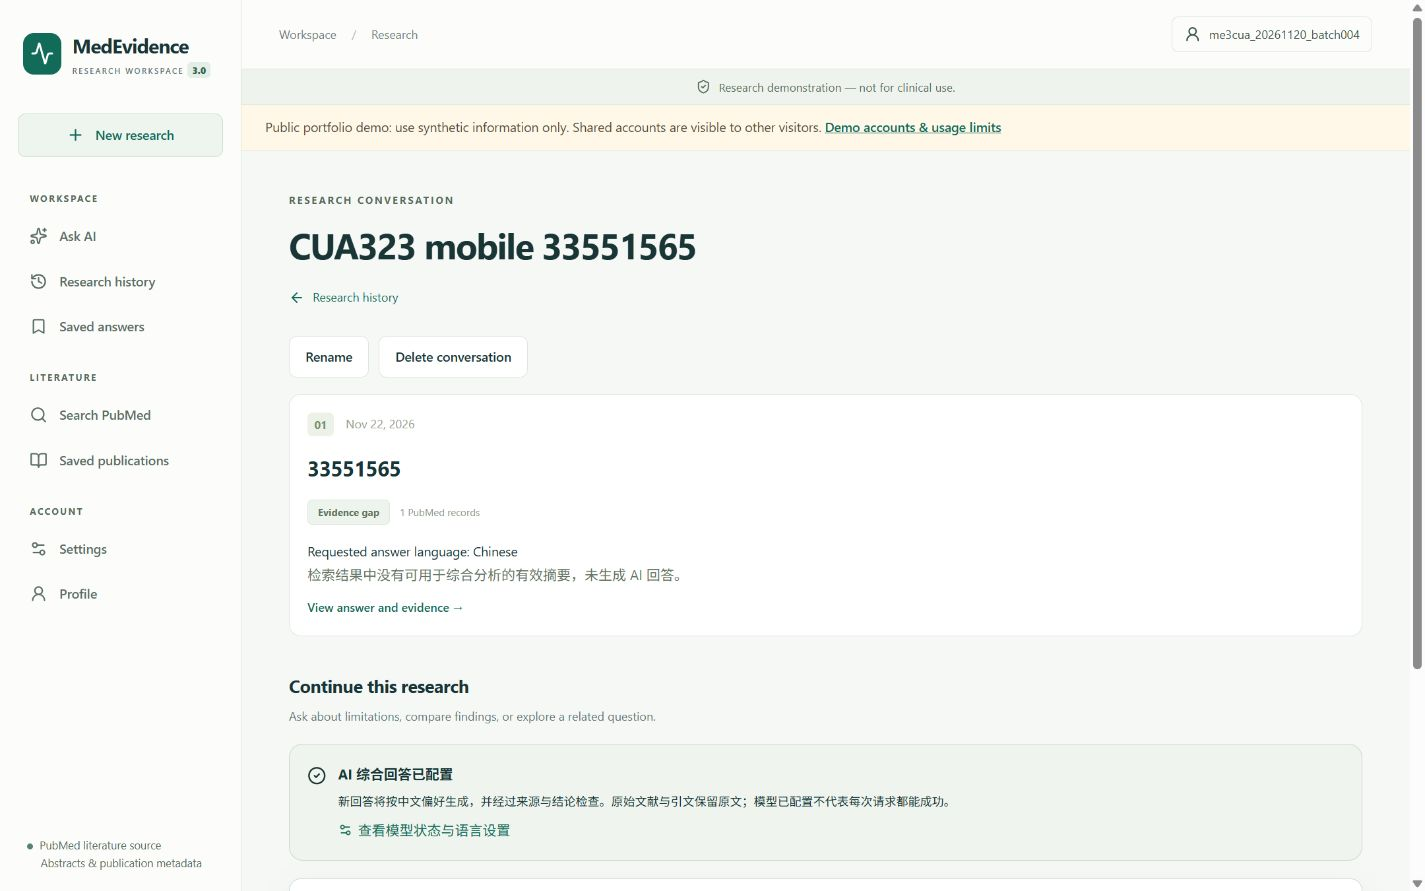 MedEvidence
RESEARCH WORKSPACE 3.0
New research
WORKSPACE
Ask AI
Research history
Saved answers
LITERATURE
Search PubMed
Saved publications
ACCOUNT
Settings
Profile
PubMed literature source
Abstracts & publication metadata
Workspace / Research
me3cua_20261120_batch004
Research demonstration — not for clinical use.
Public portfolio demo: use synthetic information only. Shared accounts are visible to other visitors. Demo accounts & usage limits
RESEARCH CONVERSATION
CUA323 mobile 33551565
← Research history
Rename
Delete conversation
01 Nov 22, 2026
33551565
Evidence gap 1 PubMed records
Requested answer language: Chinese
检索结果中没有可用于综合分析的有效摘要，未生成 AI 回答。
View answer and evidence →
Continue this research
Ask about limitations, compare findings, or explore a related question.
AI 综合回答已配置
新回答将按中文偏好生成，并经过来源与结论检查。原始文献与引文保留原文；模型已配置不代表每次请求都能成功。
查看模型状态与语言设置